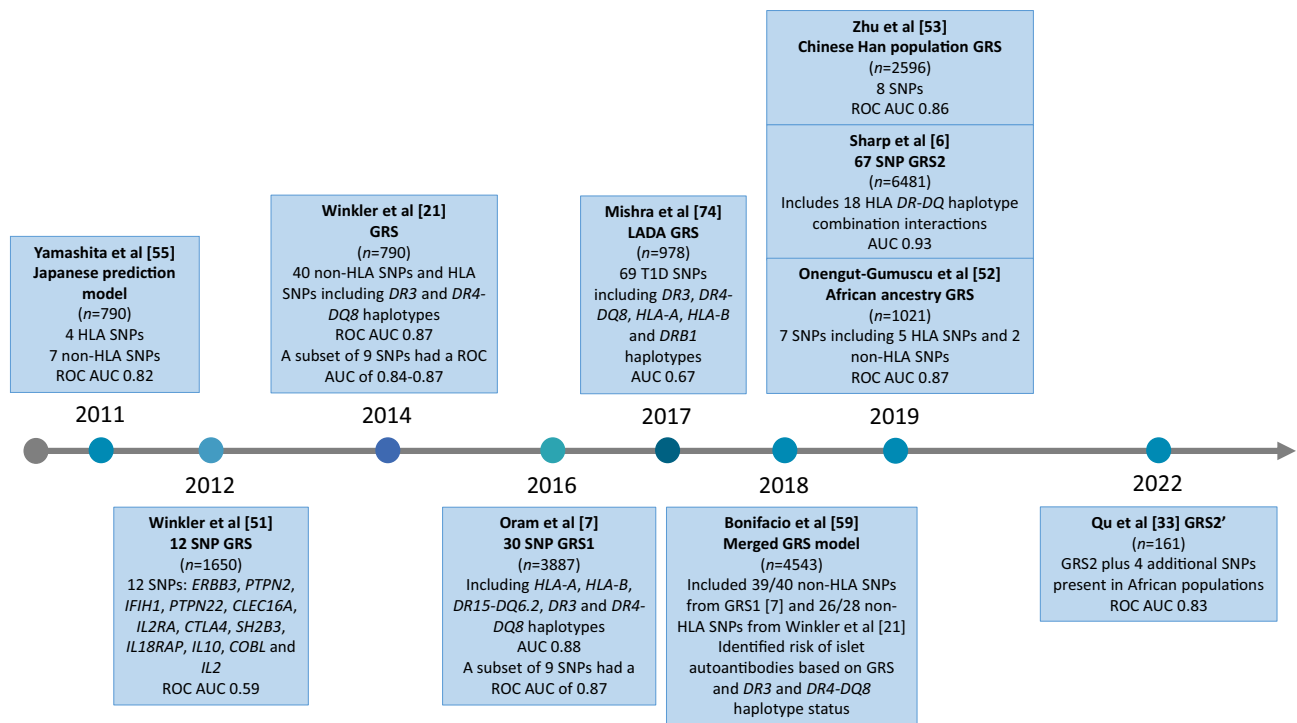 Yamashita et al [55]
Japanese prediction
model
(n=790)
4 HLA SNPs
7 non-HLA SNPs
ROC AUC 0.82
2011
2012
Winkler et al [51]
12 SNP GRS
(n=1650)
12 SNPs: ERBB3, PTPN2,
IFIH1, PTPN22, CLEC16A,
IL2RA, CTLA4, SH2B3,
IL18RAP, IL10, COBL and
IL2
ROC AUC 0.59
Winkler et al [21]
GRS
(n=790)
40 non-HLA SNPs and HLA
SNPs including DR3 and DR4-
DQ8 haplotypes
ROC AUC 0.87
A subset of 9 SNPs had a ROC
AUC of 0.84-0.87
2014
2016
Oram et al [7]
30 SNP GRS1
(n=3887)
Including HLA-A, HLA-B,
DR15-DQ6.2, DR3 and DR4-
DQ8 haplotypes
AUC 0.88
A subset of 9 SNPs had a
ROC AUC of 0.87
Mishra et al [74]
LADA GRS
(n=978)
69 T1D SNPs
including DR3, DR4-
DQ8, HLA-A, HLA-B
and DRB1
haplotypes
AUC 0.67
2017
2018
Bonifacio et al [59]
Merged GRS model
(n=4543)
Included 39/40 non-HLA SNPs
from GRS1 [7] and 26/28 non-
HLA SNPs from Winkler et al [21]
Identified risk of islet
autoantibodies based on GRS
and DR3 and DR4-DQ8
haplotype status
Zhu et al [53]
Chinese Han population GRS
(n=2596)
8 SNPs
ROC AUC 0.86
Sharp et al [6]
67 SNP GRS2
(n=6481)
Includes 18 HLA DR-DQ haplotype
combination interactions
AUC 0.93
Onengut-Gumuscu et al [52]
African ancestry GRS
(n=1021)
7 SNPs including 5 HLA SNPs and 2
non-HLA SNPs
ROC AUC 0.87
2019
2022
Qu et al [33] GRS2’
(n=161)
GRS2 plus 4 additional SNPs
present in African populations
ROC AUC 0.83